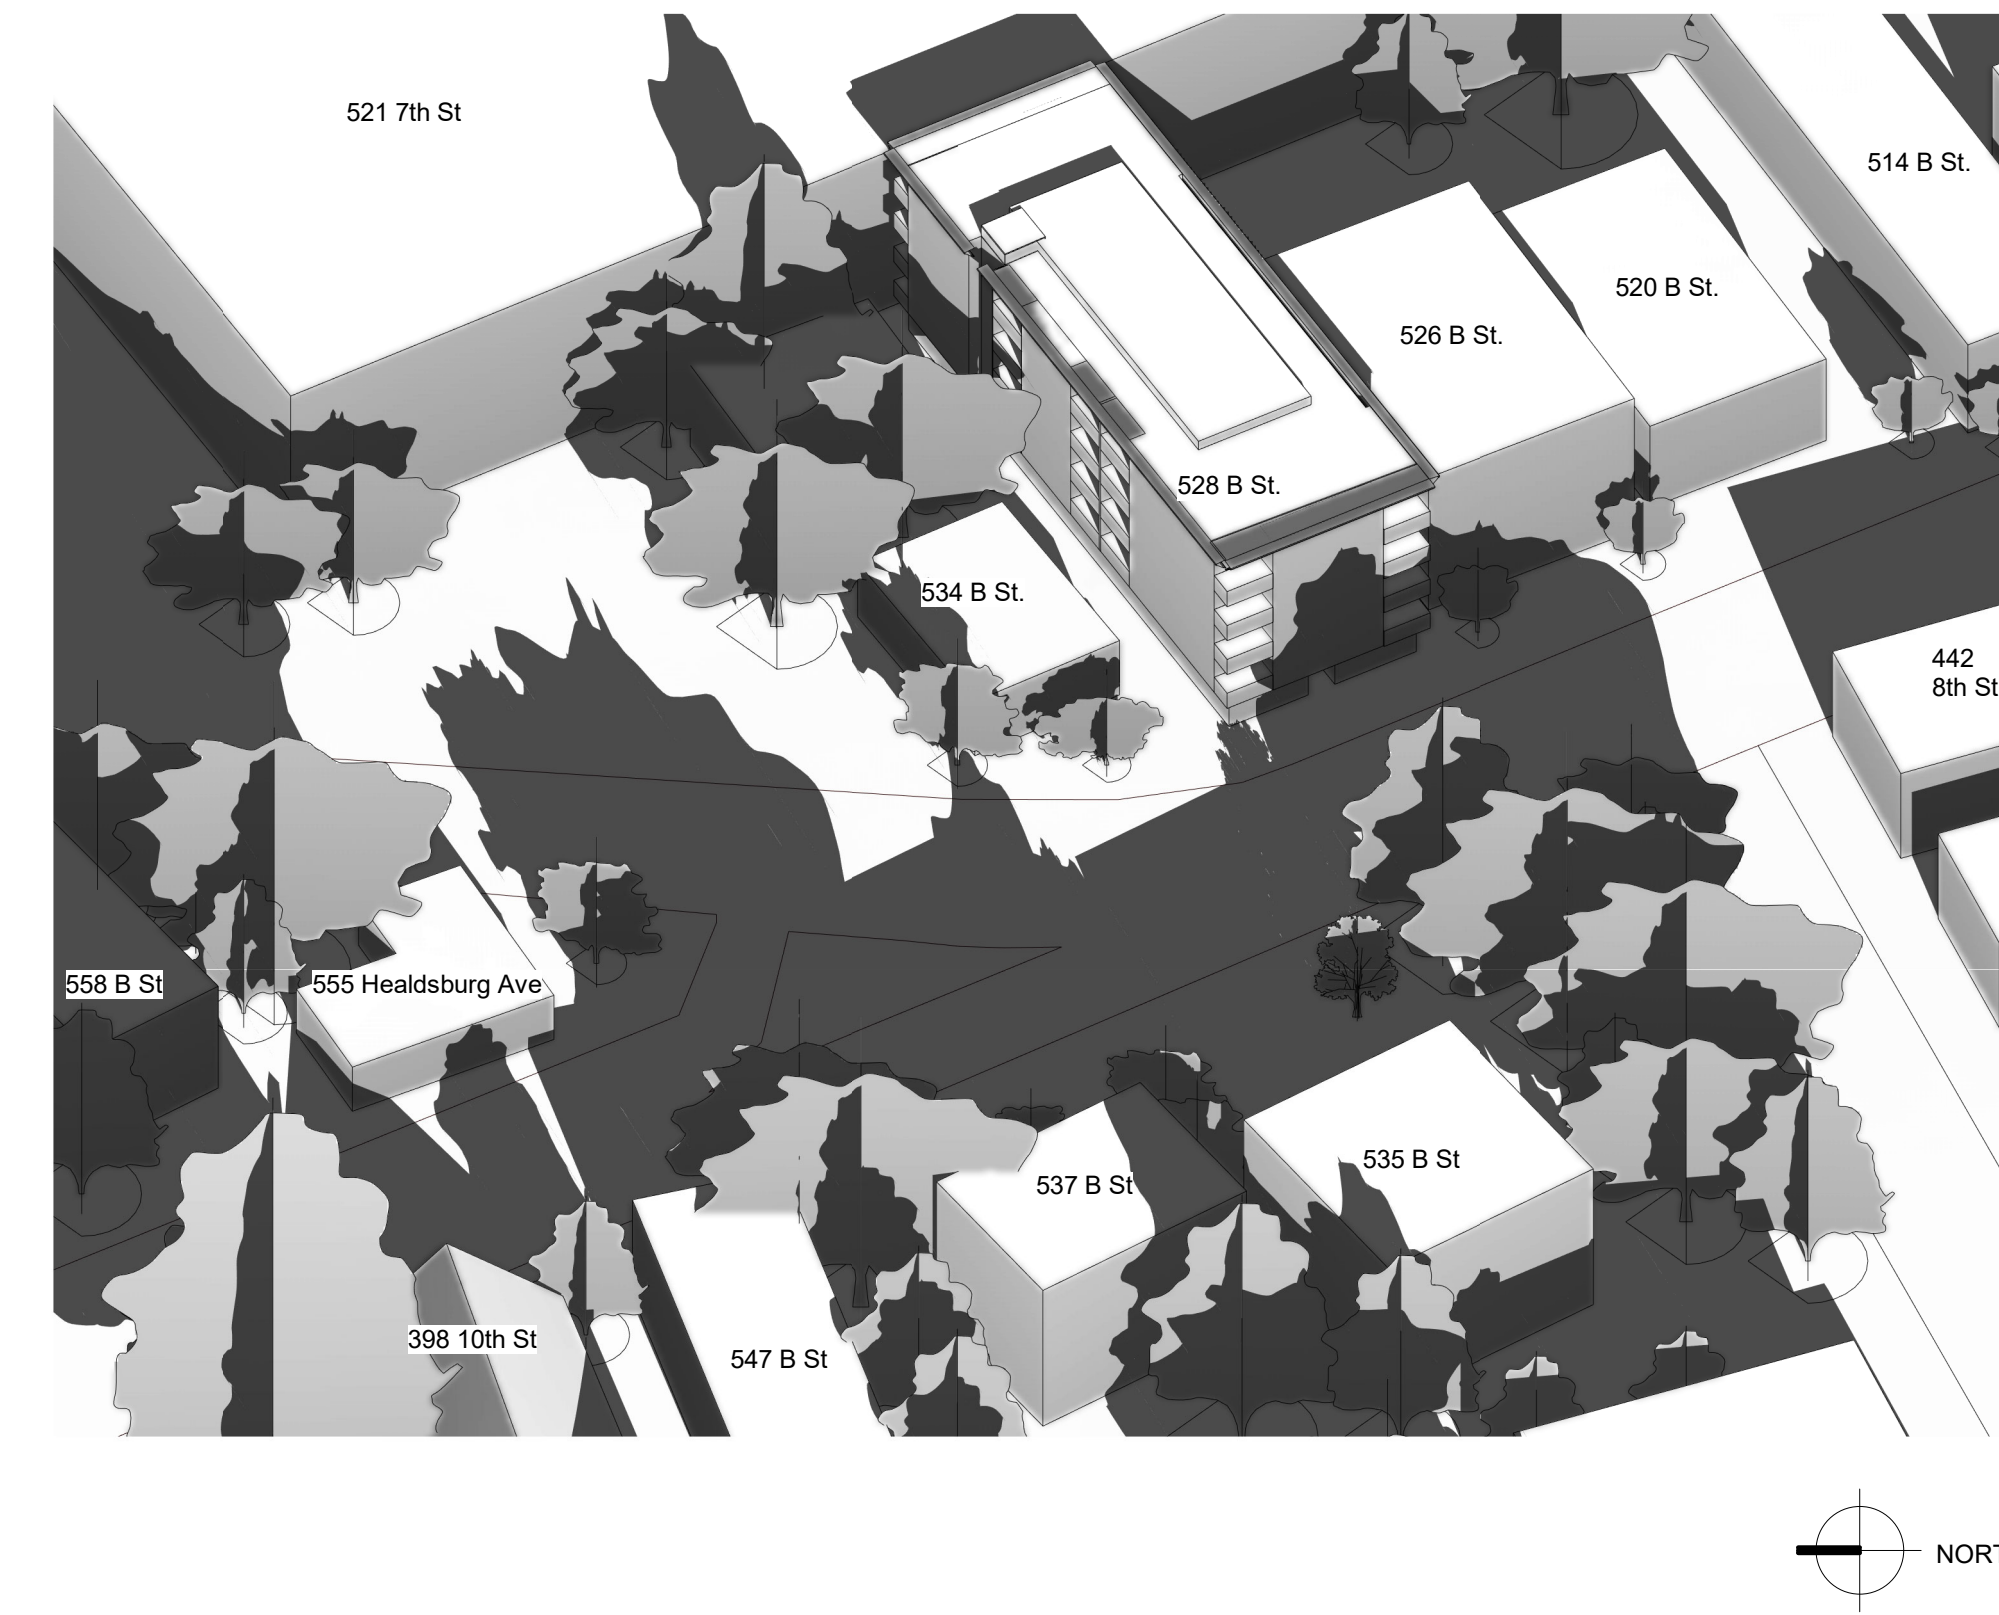 521 7th St
514 B St.
520 B St.
526 B St.
528 B St.
534 B St.
442
8th St
558 B St
555 Healdsburg Ave
535 B St
537 B St
398 10th St
547 B St
NORT